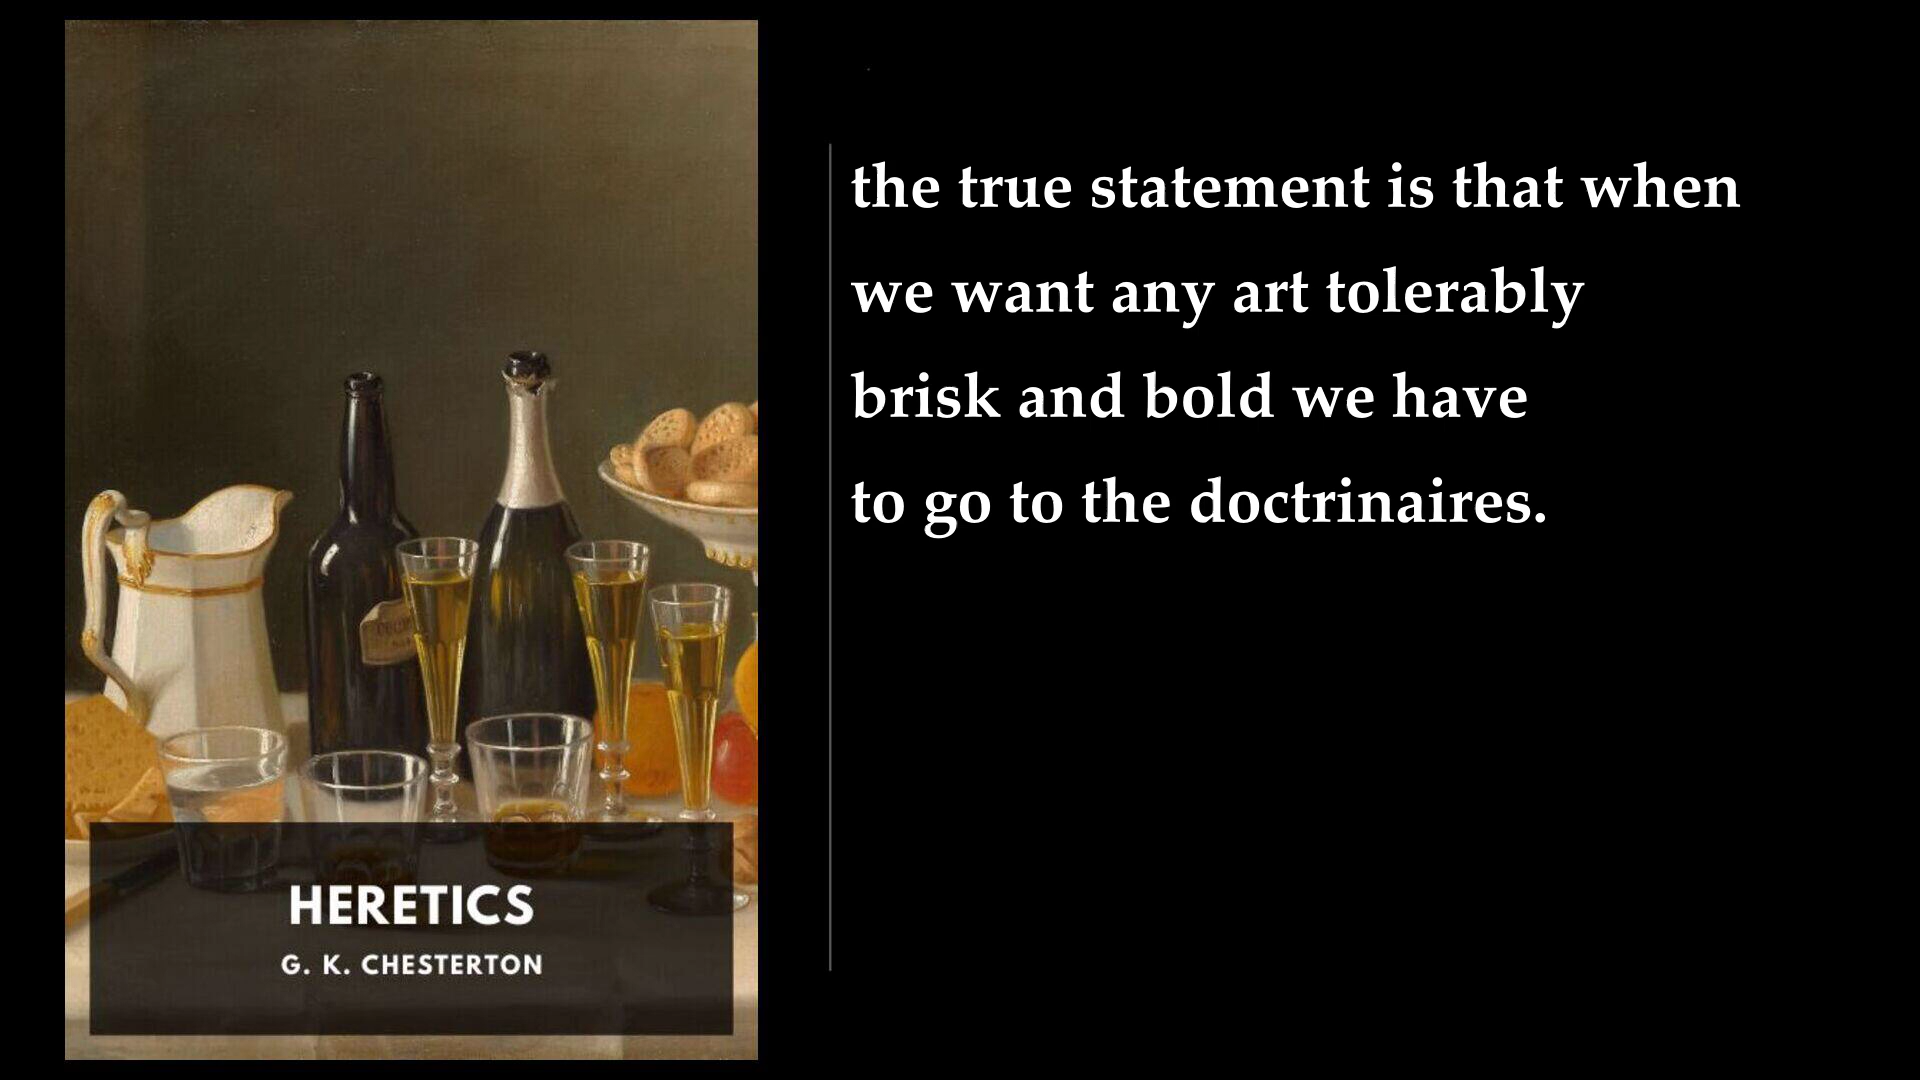 the true statement is that when
we want any art tolerably
brisk and bold we have
to go to the doctrinaires.
HERETICS
G. K. CHESTERTON